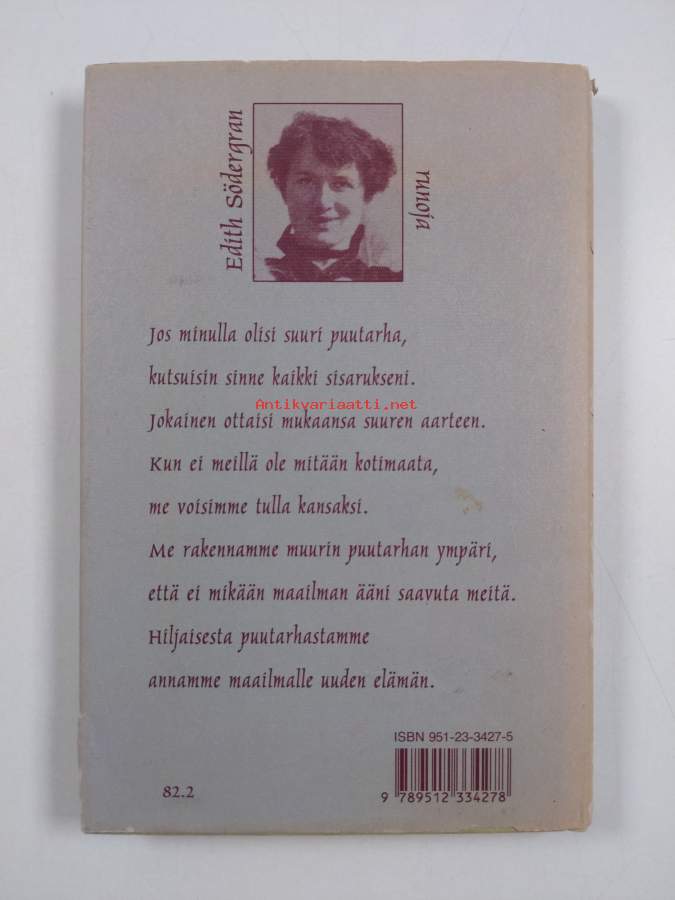 Edith Södergran
runoja
Jos minulla olisi suuri puutarha,
kutsuisin sinne kaikki sisarukseni.
Antikvariaatti.net
Jokainen ottaisi mukaansa suuren aarteen.
Kun ei meillä ole mitään kotimaata,
me voisimme tulla kansaksi.
Me rakennamme muurin puutarhan ympäri,
että ei mikään maailman ääni saavuta meitä.
Hiljaisesta puutarhastamme
annamme maailmalle uuden elämän.
ISBN 951-23-3427-5
82.2
9 789512 334278